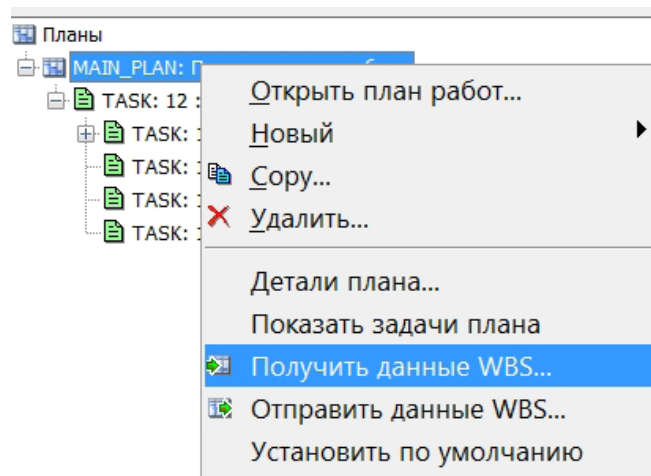 Планы
MAIN_PLAN:
TASK: 12 :
TASK:
TASK:
TASK:
TASK:
Открыть план работ...
Новый
Copy...
Удалить...
Детали плана...
Показать задачи плана
Получить данные WBS...
Отправить данные WBS...
Установить по умолчанию